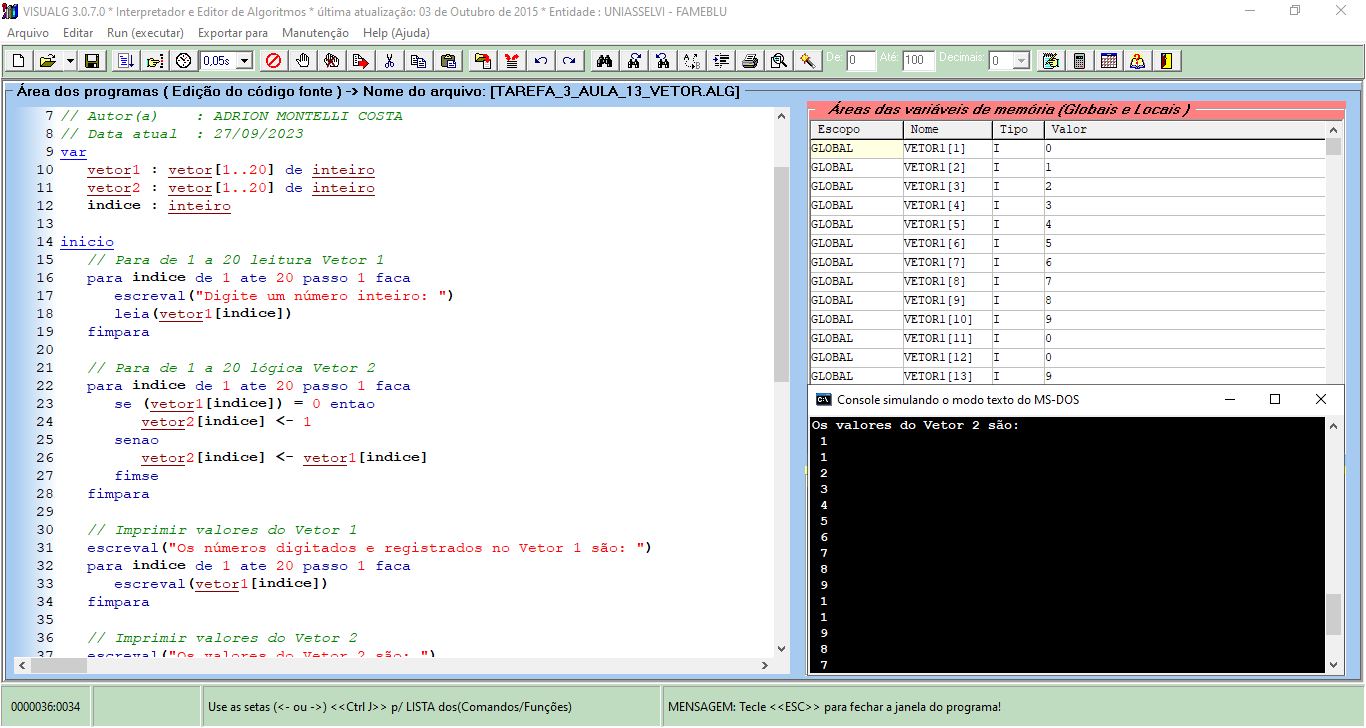 VISUALG 3.0.7.0 * Interpretador e Editor de Algoritmos * última atualização: 03 de Outubro de 2015 * Entidade : UNIASSELVI - FAMEBLU
Arquivo Editar Run (executar) Exportar para Manutenção Help (Ajuda)
0,05s De: 0 Até: 100 Decimais: 0
Área dos programas ( Edição do código fonte ) -> Nome do arquivo: [TAREFA_3_AULA_13_VETOR.ALG]
7 // Autor(a)    : ADRION MONTELLI COSTA
8 // Data atual  : 27/09/2023
9 var
10    vetor1 : vetor[1..20] de inteiro
11    vetor2 : vetor[1..20] de inteiro
12    indice : inteiro
13
14 inicio
15    // Para de 1 a 20 leitura Vetor 1
16    para indice de 1 ate 20 passo 1 faca
17       escreval("Digite um número inteiro: ")
18       leia(vetor1[indice])
19    fimpara
20
21    // Para de 1 a 20 lógica Vetor 2
22    para indice de 1 ate 20 passo 1 faca
23       se (vetor1[indice]) = 0 entao
24          vetor2[indice] <- 1
25       senao
26          vetor2[indice] <- vetor1[indice]
27       fimse
28    fimpara
29
30    // Imprimir valores do Vetor 1
31    escreval("Os números digitados e registrados no Vetor 1 são: ")
32    para indice de 1 ate 20 passo 1 faca
33       escreval(vetor1[indice])
34    fimpara
35
36    // Imprimir valores do Vetor 2
37    escreval("Os valores do Vetor 2 são: ")
Áreas das variáveis de memória (Globais e Locais )
Escopo Nome Tipo Valor
GLOBAL VETOR1[1] I 0
GLOBAL VETOR1[2] I 1
GLOBAL VETOR1[3] I 2
GLOBAL VETOR1[4] I 3
GLOBAL VETOR1[5] I 4
GLOBAL VETOR1[6] I 5
GLOBAL VETOR1[7] I 6
GLOBAL VETOR1[8] I 7
GLOBAL VETOR1[9] I 8
GLOBAL VETOR1[10] I 9
GLOBAL VETOR1[11] I 0
GLOBAL VETOR1[12] I 0
GLOBAL VETOR1[13] I 9
Console simulando o modo texto do MS-DOS
Os valores do Vetor 2 são:
1
1
2
3
4
5
6
7
8
9
1
1
9
8
7
0000036:0034 Use as setas (<- ou ->) <<Ctrl J>> p/ LISTA dos(Comandos/Funções) MENSAGEM: Tecle <<ESC>> para fechar a janela do programa!